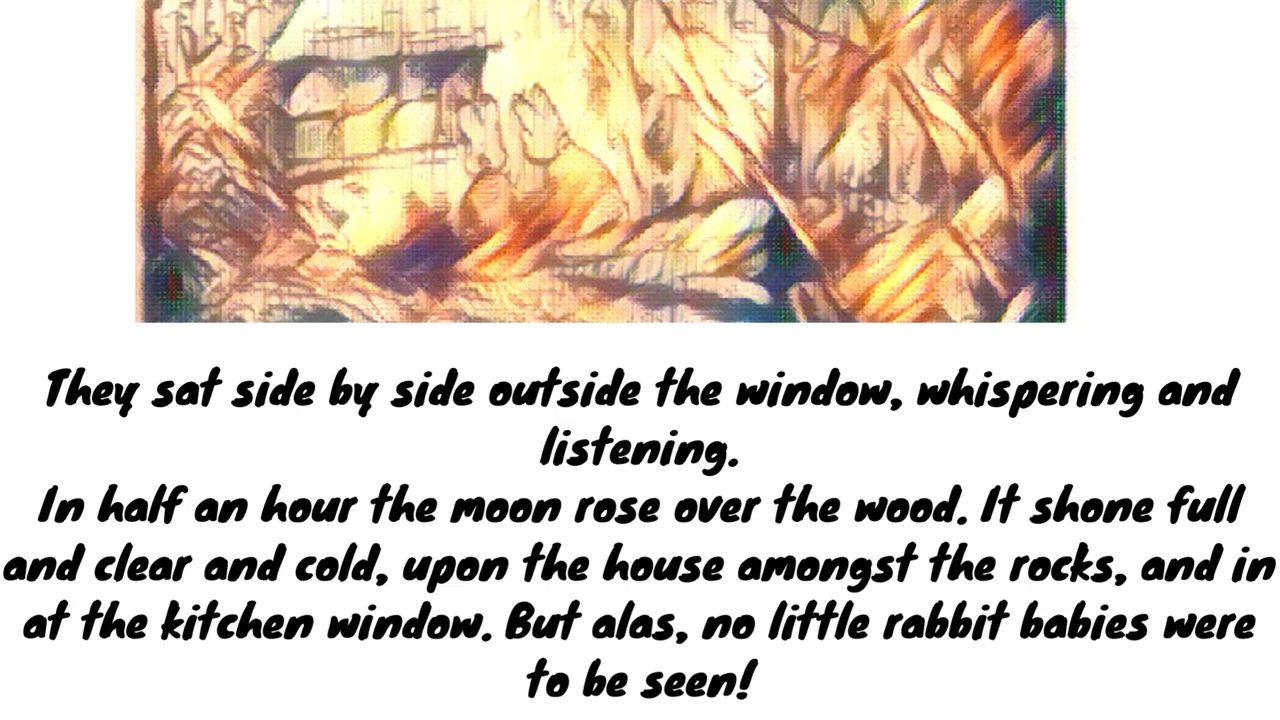 They sat side by side outside the window, whispering and
listening.
In half an hour the moon rose over the wood. It shone full
and clear and cold, upon the house amongst the rocks, and in
at the kitchen window. But alas, no little rabbit babies were
to be seen!